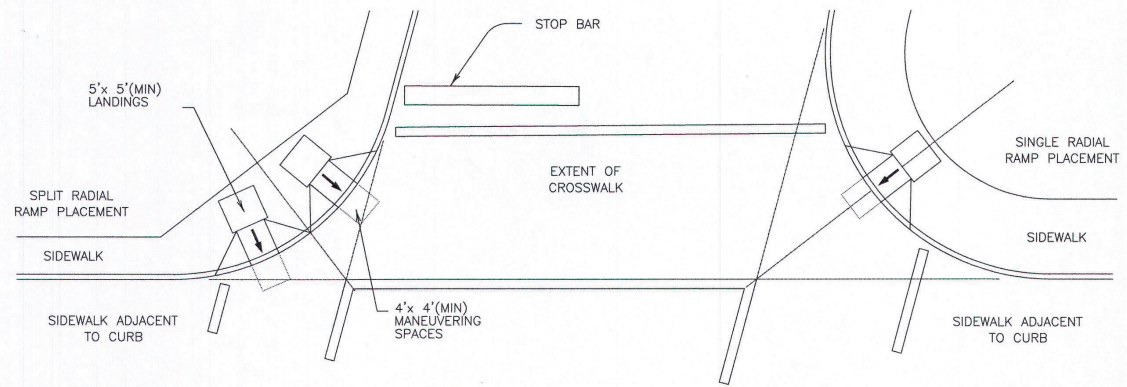 STOP BAR
5'x 5'(MIN)
LANDINGS
SPLIT RADIAL
RAMP PLACEMENT
SIDEWALK
SIDEWALK ADJACENT
TO CURB
EXTENT OF
CROSSWALK
4'x 4'(MIN)
MANEUVERING
SPACES
SINGLE RADIAL
RAMP PLACEMENT
SIDEWALK
SIDEWALK ADJACENT
TO CURB